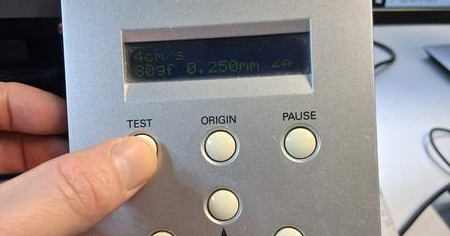 4cm/s
80gf 0.250mm ∠A
TEST ORIGIN PAUSE